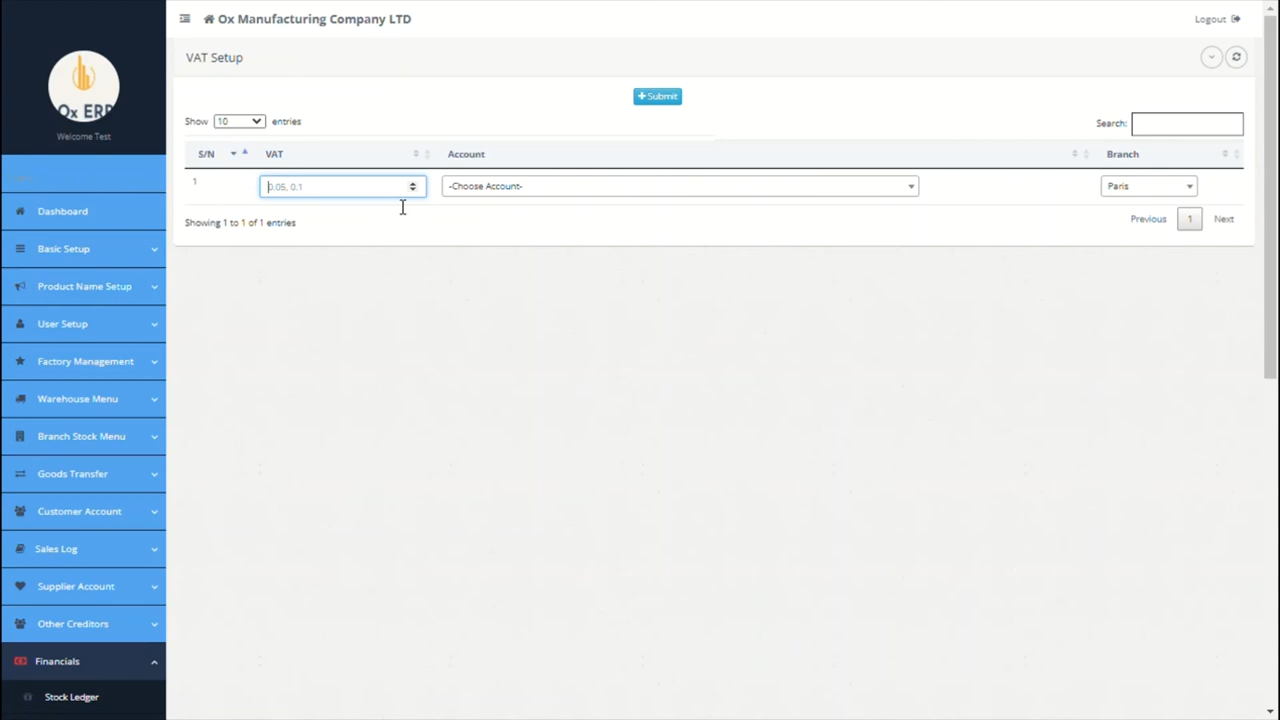 Ox Manufacturing Company LTD
Logout
Ox ERP
Welcome Test
VAT Setup
+Submit
Show 10 entries
Search:
S/N VAT Account Branch
1 0.05, 0.1 -Choose Account- Paris
Showing 1 to 1 of 1 entries
Previous 1 Next
Dashboard
Basic Setup
Product Name Setup
User Setup
Factory Management
Warehouse Menu
Branch Stock Menu
Goods Transfer
Customer Account
Sales Log
Supplier Account
Other Creditors
Financials
Stock Ledger